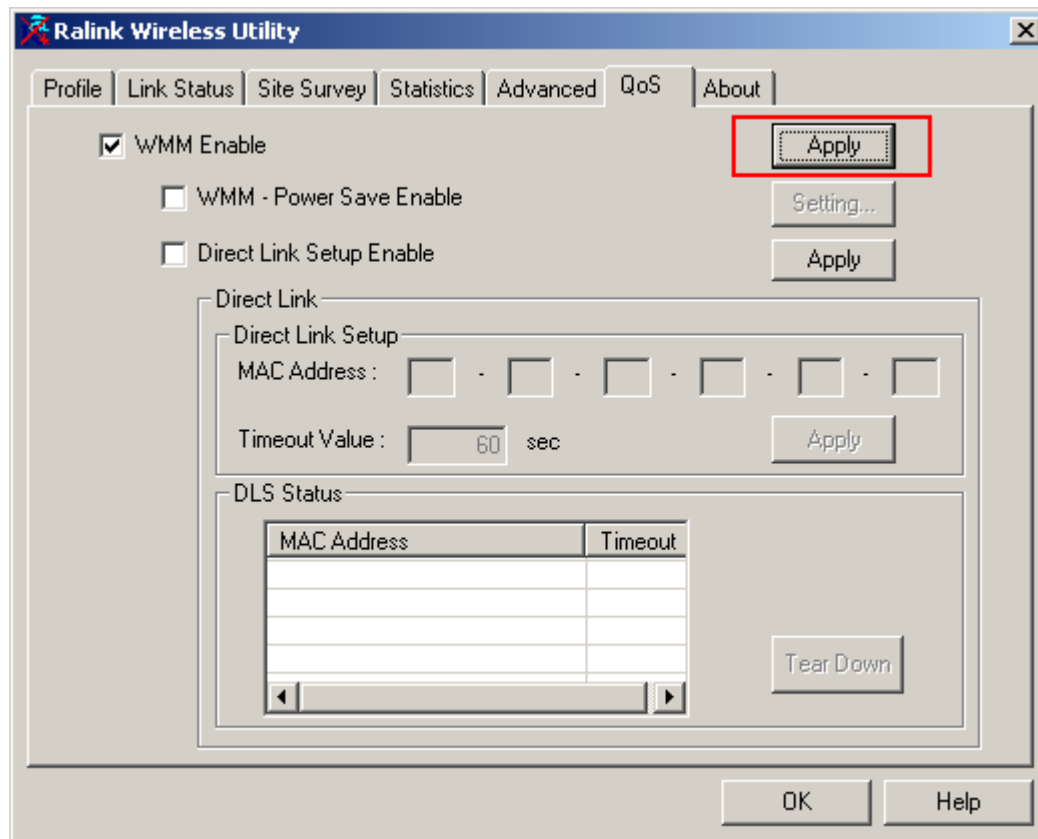 Ralink Wireless Utility
Profile Link Status Site Survey Statistics Advanced QoS About
WMM Enable Apply
WMM - Power Save Enable Setting...
Direct Link Setup Enable Apply
Direct Link
Direct Link Setup
MAC Address : - - - - -
Timeout Value : 60 sec Apply
DLS Status
MAC Address Timeout
Tear Down
OK Help